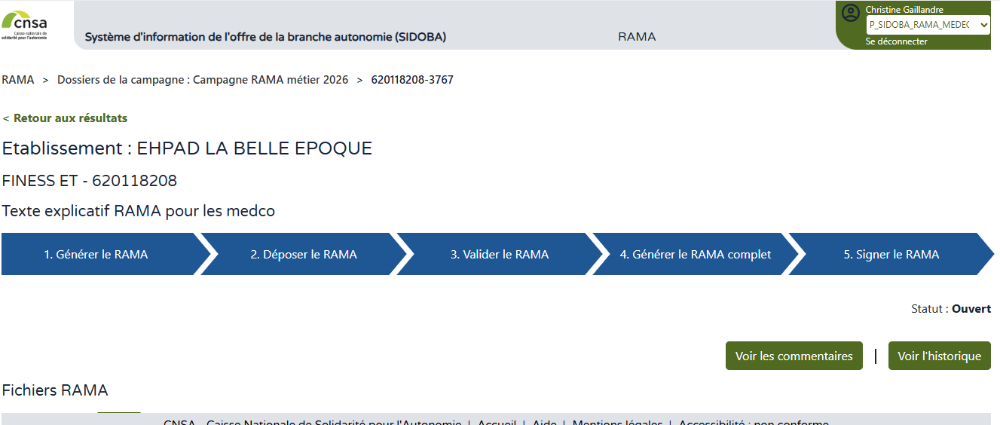 cnsa
Caisse nationale de
solidarité pour l'autonomie
Système d'information de l'offre de la branche autonomie (SIDOBA)
RAMA
Christine Gaillandre
P_SIDOBA_RAMA_MEDEC
Se déconnecter
RAMA > Dossiers de la campagne : Campagne RAMA métier 2026 > 620118208-3767
< Retour aux résultats
Etablissement : EHPAD LA BELLE EPOQUE
FINESS ET - 620118208
Texte explicatif RAMA pour les medco
1. Générer le RAMA
2. Déposer le RAMA
3. Valider le RAMA
4. Générer le RAMA complet
5. Signer le RAMA
Statut : Ouvert
Voir les commentaires | Voir l'historique
Fichiers RAMA
CNSA - Caisse Nationale de Solidarité pour l'Autonomie | Accueil | Aide | Mentions légales | Accessibilité : non conforme